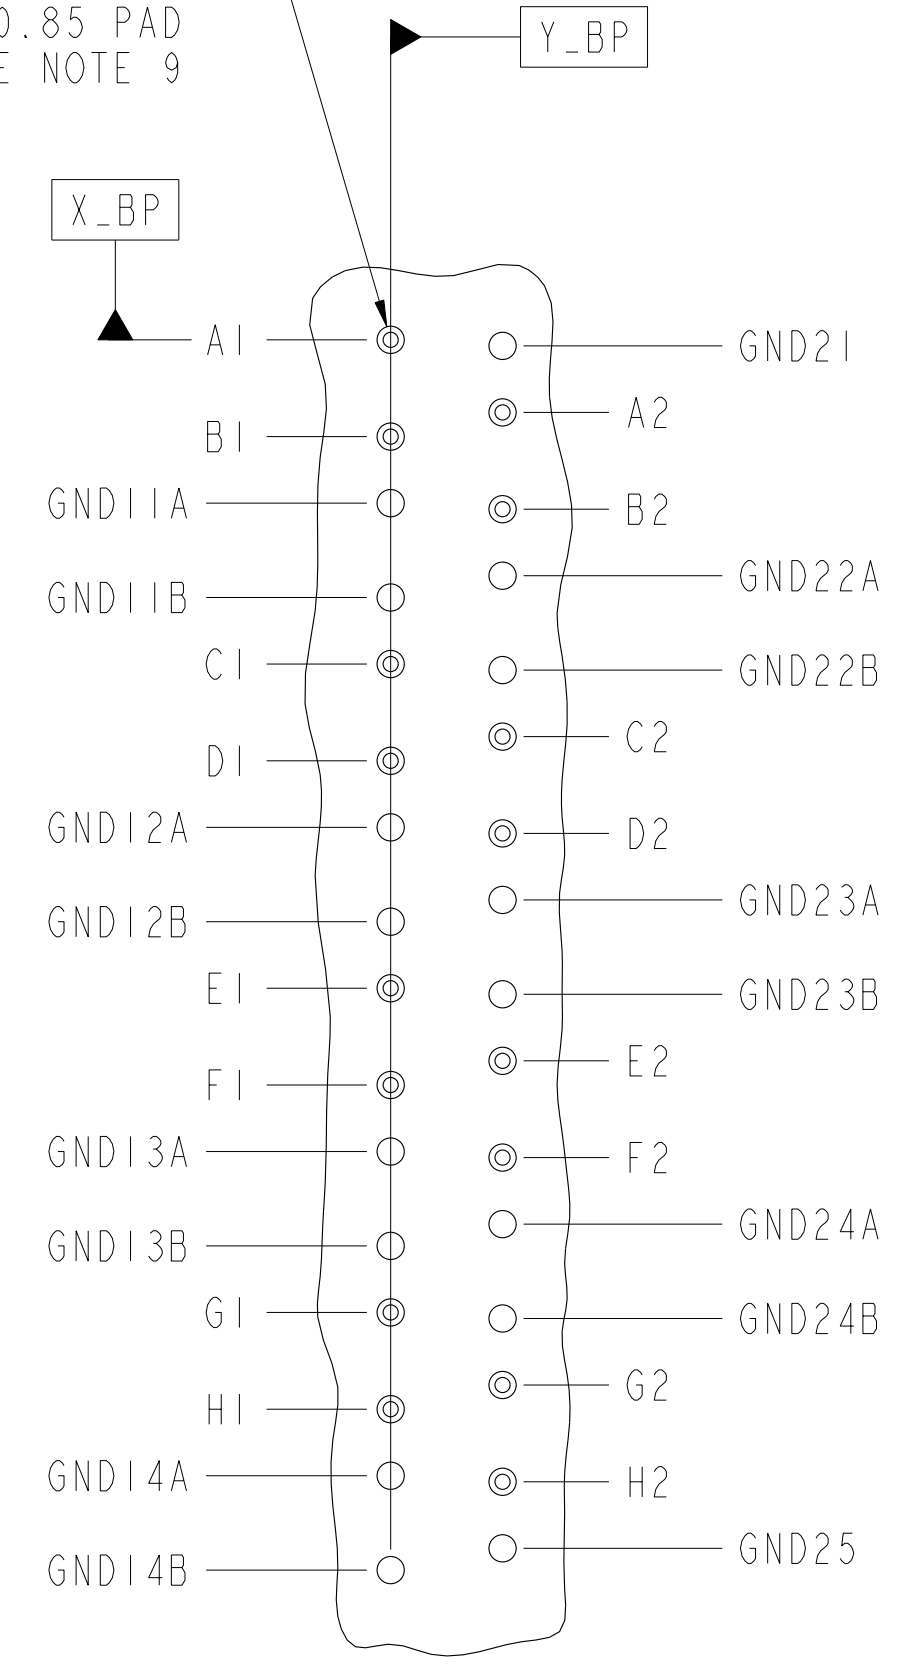 0.85 PAD
E NOTE 9
Y_BP
X_BP
A1
GND21
A2
B1
GND11A
B2
GND22A
GND11B
C1
GND22B
C2
D1
GND12A
D2
GND23A
GND12B
E1
GND23B
E2
F1
GND13A
F2
GND24A
GND13B
G1
GND24B
G2
H1
GND14A
H2
GND25
GND14B